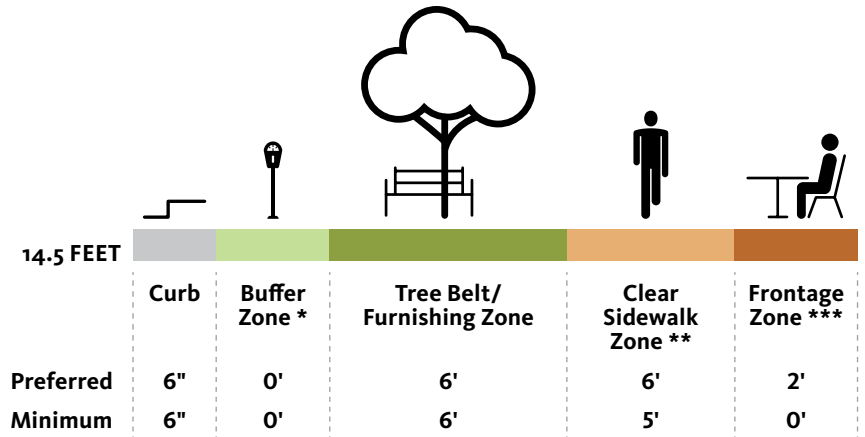 14.5 FEET
Curb
Buffer
Zone *
Tree Belt/
Furnishing Zone
Clear
Sidewalk
Zone **
Frontage
Zone ***
Preferred 6" 0' 6' 6' 2'
Minimum 6" 0' 6' 5' 0'